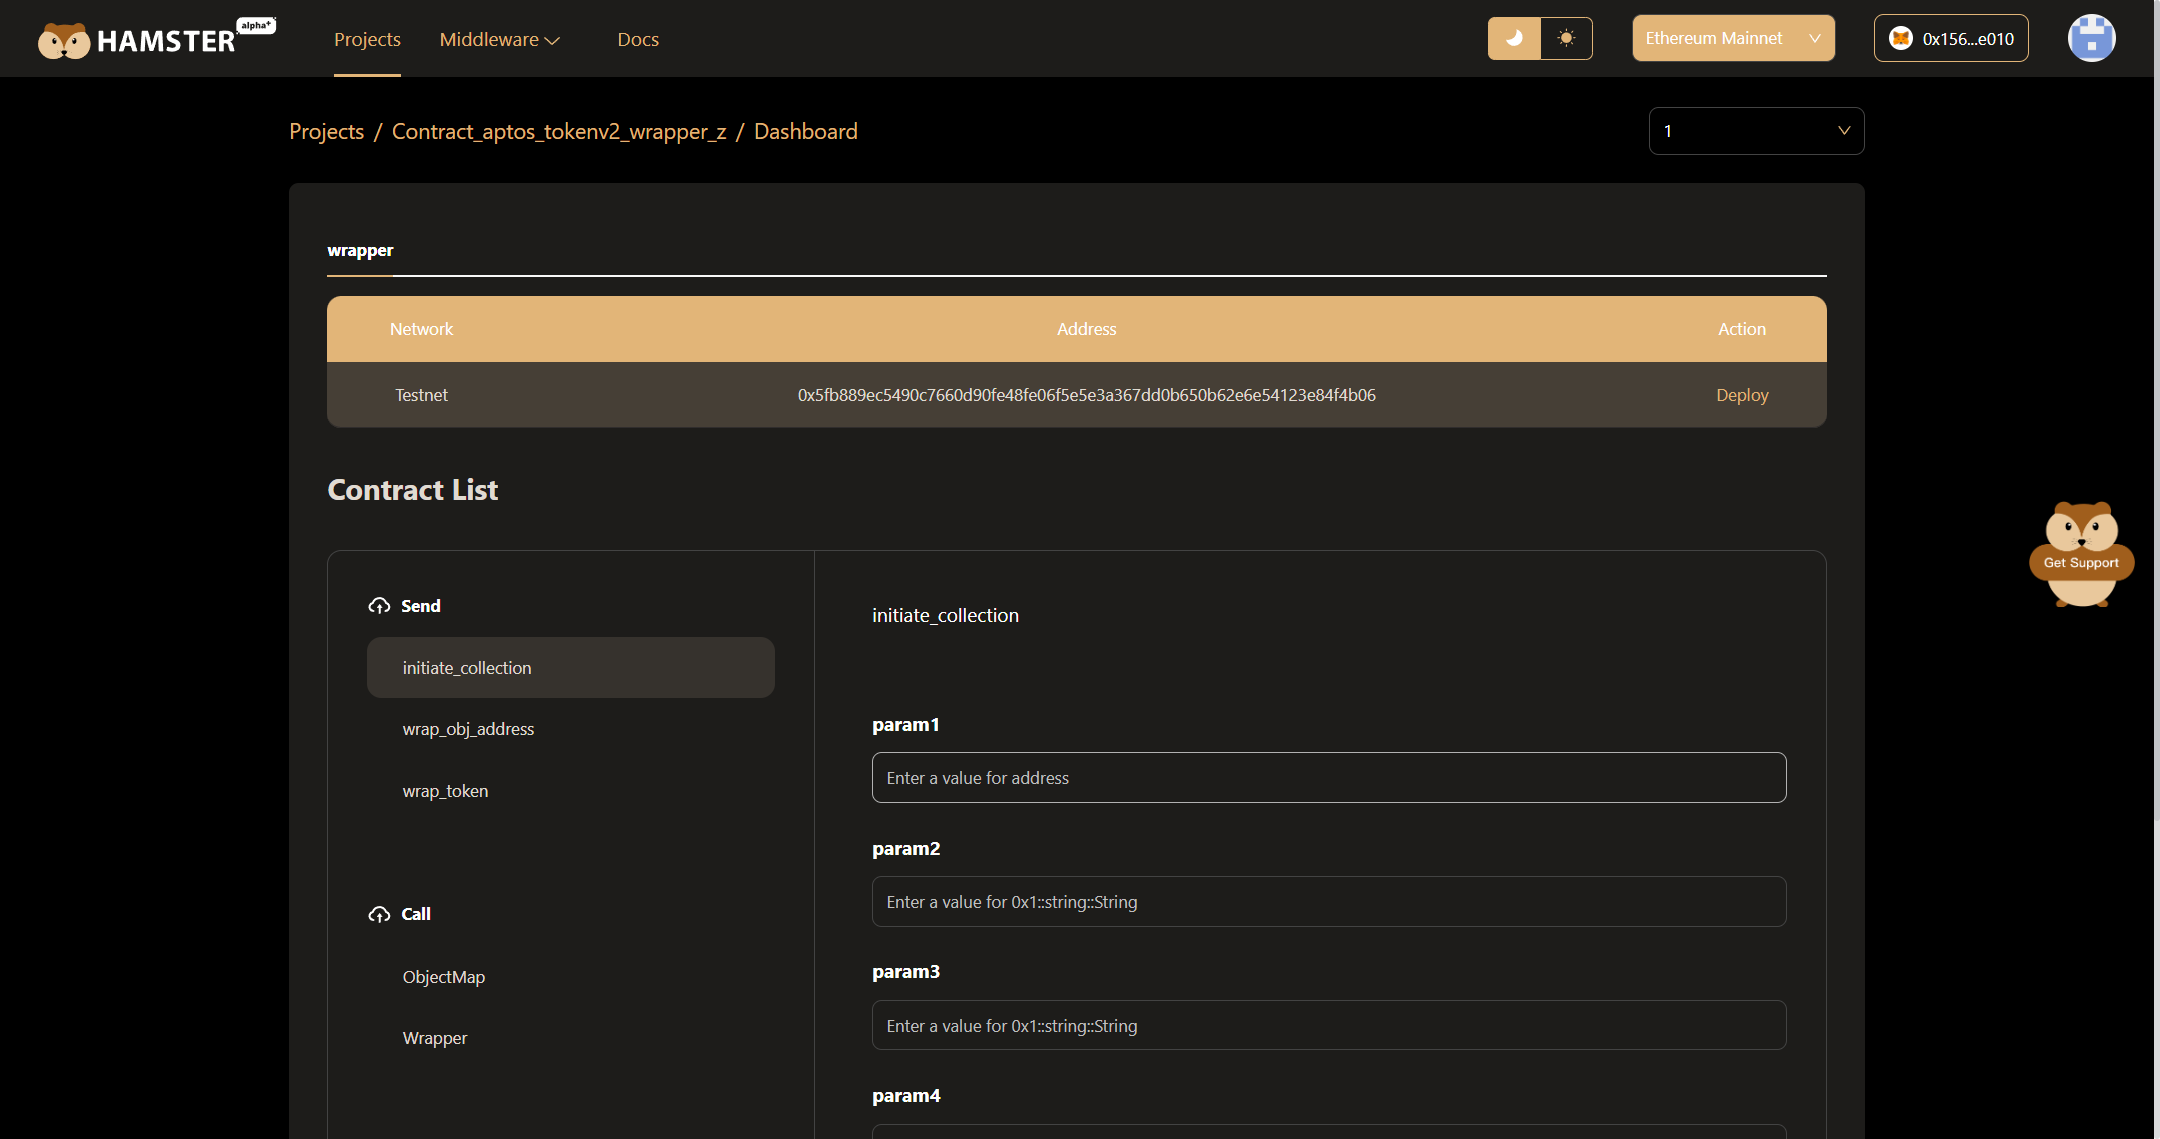 HAMSTER alpha+
Projects Middleware Docs
Ethereum Mainnet
0x156...e010
Projects / Contract_aptos_tokenv2_wrapper_z / Dashboard
1
wrapper
Network Address Action
Testnet 0x5fb889ec5490c7660d90fe48fe06f5e5e3a367dd0b650b62e6e54123e84f4b06 Deploy
Contract List
Send
initiate_collection
wrap_obj_address
wrap_token
Call
ObjectMap
Wrapper
initiate_collection
param1
Enter a value for address
param2
Enter a value for 0x1::string::String
param3
Enter a value for 0x1::string::String
param4
Get Support